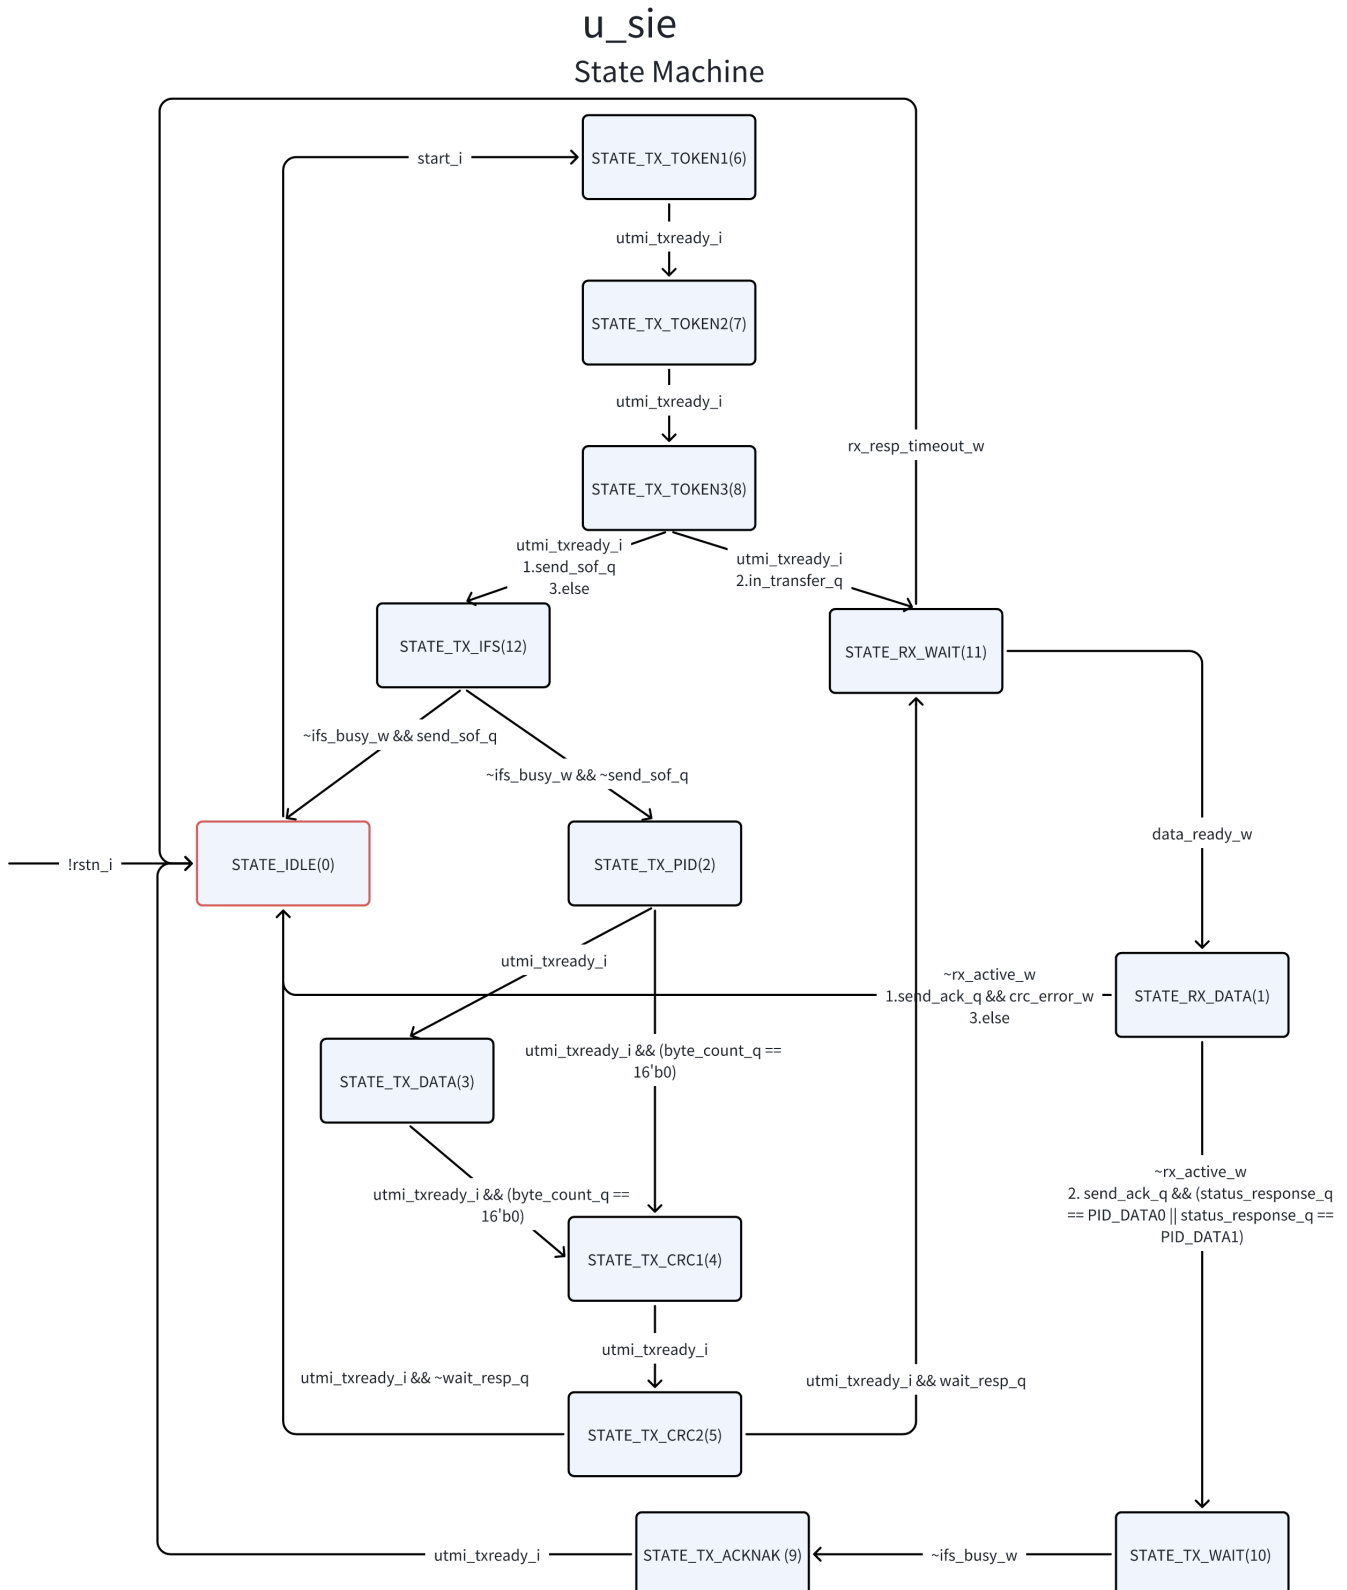 u_sie
State Machine
STATE_TX_TOKEN1(6)
start_i
utmi_txready_i
STATE_TX_TOKEN2(7)
utmi_txready_i
rx_resp_timeout_w
STATE_TX_TOKEN3(8)
utmi_txready_i
1.send_sof_q
3.else
utmi_txready_i
2.in_transfer_q
STATE_TX_IFS(12)
STATE_RX_WAIT(11)
~ifs_busy_w && send_sof_q
~ifs_busy_w && ~send_sof_q
data_ready_w
!rstn_i
STATE_IDLE(0)
STATE_TX_PID(2)
utmi_txready_i
~rx_active_w
1.send_ack_q && crc_error_w
3.else
STATE_RX_DATA(1)
utmi_txready_i && (byte_count_q ==
16'b0)
STATE_TX_DATA(3)
~rx_active_w
2. send_ack_q && (status_response_q
== PID_DATA0 || status_response_q ==
PID_DATA1)
utmi_txready_i && (byte_count_q ==
16'b0)
STATE_TX_CRC1(4)
utmi_txready_i
utmi_txready_i && ~wait_resp_q
utmi_txready_i && wait_resp_q
STATE_TX_CRC2(5)
utmi_txready_i
STATE_TX_ACKNAK (9)
~ifs_busy_w
STATE_TX_WAIT(10)